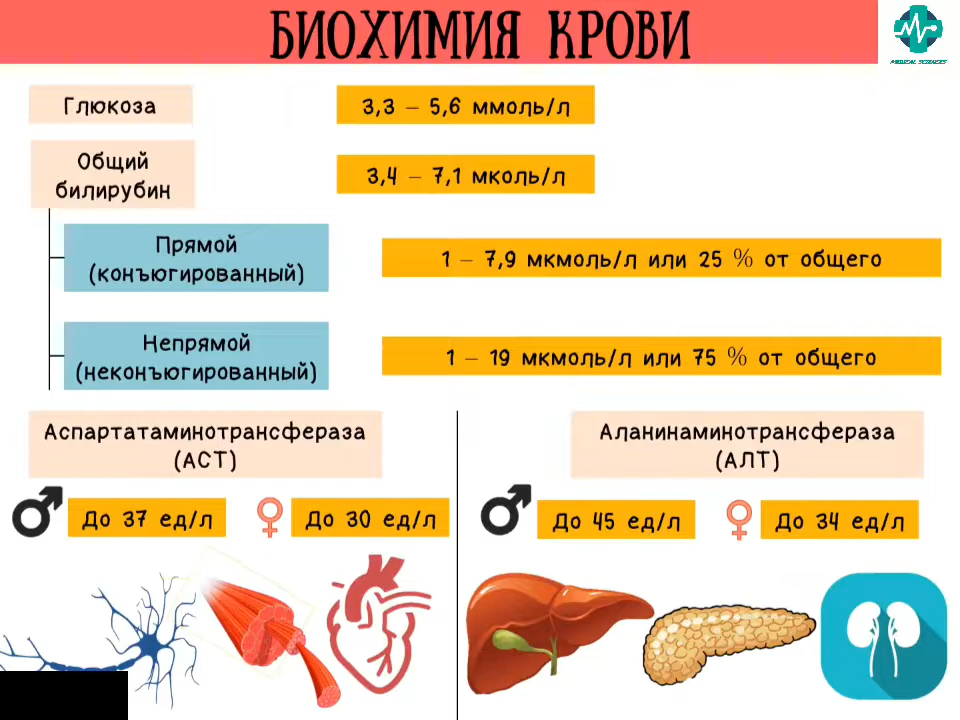 БИОХИМИЯ КРОВИ
MEDICAL SCIENCES
Глюкоза
3,3 – 5,6 ммоль/л
Общий
билирубин
3,4 – 7,1 мколь/л
Прямой
(конъюгированный)
1 – 7,9 мкмоль/л или 25 % от общего
Непрямой
(неконъюгированный)
1 – 19 мкмоль/л или 75 % от общего
Аспартатаминотрансфераза
(АСТ)
До 37 ед/л
До 30 ед/л
Аланинаминотрансфераза
(АЛТ)
До 45 ед/л
До 34 ед/л